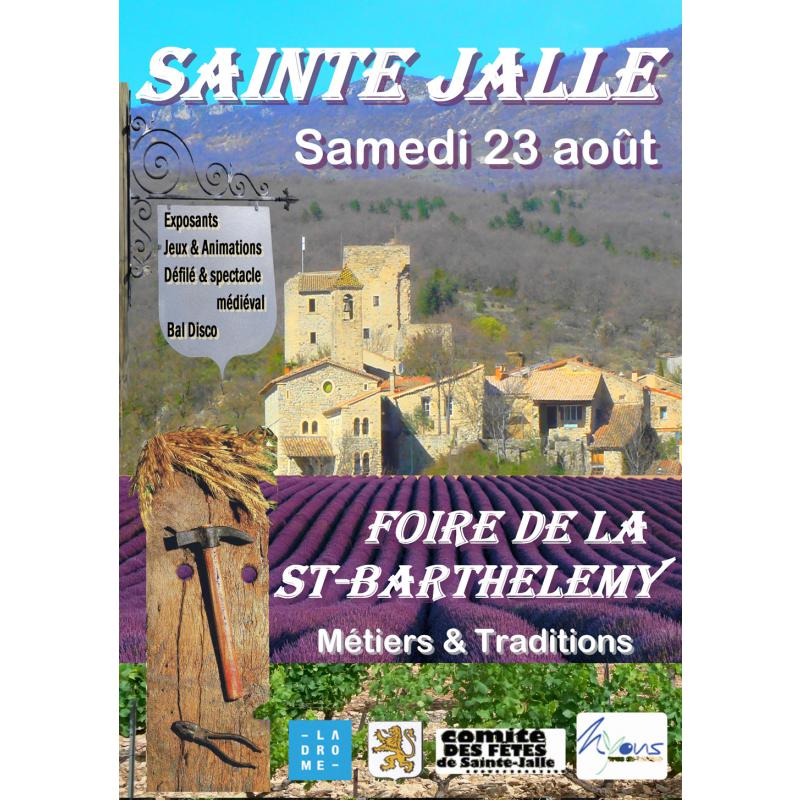 SAINTE JALLE
Samedi 23 août
Exposants
Jeux & Animations
Défilé & spectacle
médiéval
Bal Disco
FOIRE DE LA
ST-BARTHELEMY
Métiers & Traditions
LA
DRO
ME
comité
DES FÊTES
de Sainte-Jalle
Nyons